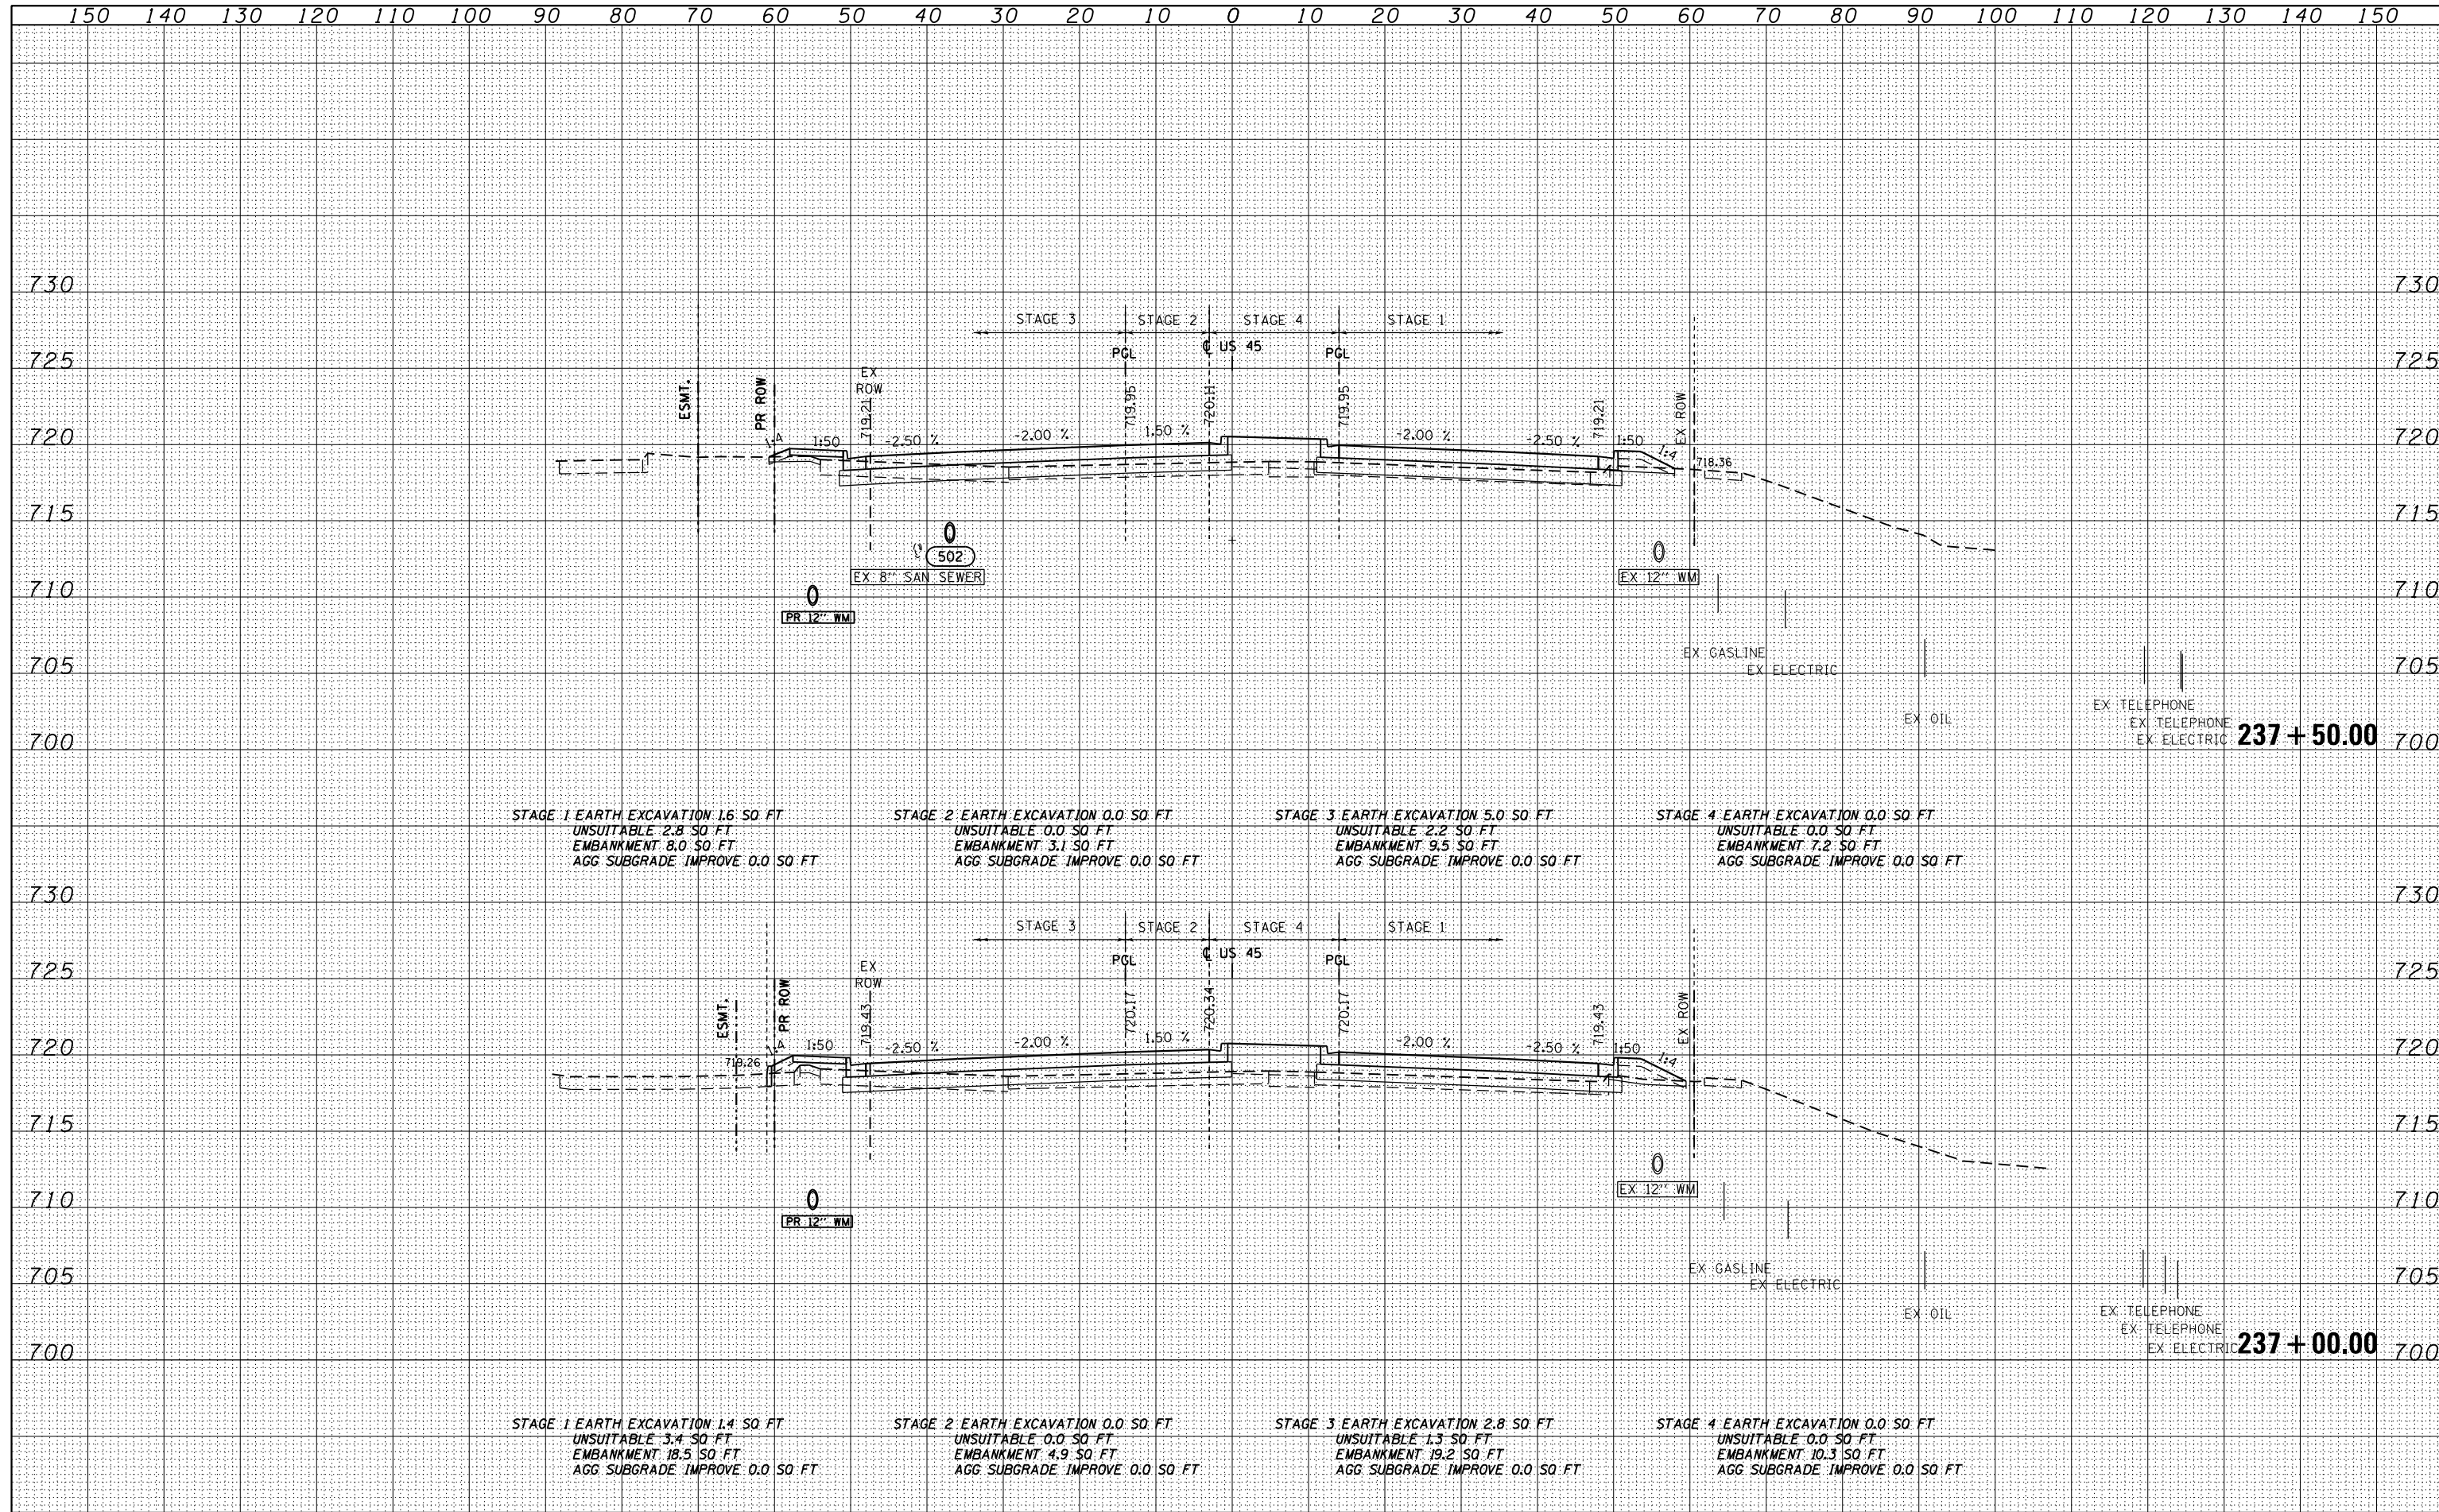 150 140 130 120 110 100 90 80 70 60 50 40 30 20 10 0 10 20 30 40 50 60 70 80 90 100 110 120 130 140 150
730 730
STAGE 3 STAGE 2 STAGE 4 STAGE 1
725 PGL ℄ US 45 PGL 725
ESMT. PR ROW EX ROW 719.21 719.95 720.11 719.95 719.21 EX ROW
720 1:4 1:50 -2.50 % -2.00 % 1.50 % -2.00 % -2.50 % 1:50 1:4 720
718.36
715 715
502
EX 8'' SAN SEWER EX 12'' WM
710 710
PR 12'' WM
EX GASLINE
705 EX ELECTRIC 705
EX TELEPHONE
EX OIL EX TELEPHONE
700 EX ELECTRIC 237+50.00 700
STAGE 1 EARTH EXCAVATION 1.6 SQ FT STAGE 2 EARTH EXCAVATION 0.0 SQ FT STAGE 3 EARTH EXCAVATION 5.0 SQ FT STAGE 4 EARTH EXCAVATION 0.0 SQ FT
UNSUITABLE 2.8 SQ FT UNSUITABLE 0.0 SQ FT UNSUITABLE 2.2 SQ FT UNSUITABLE 0.0 SQ FT
EMBANKMENT 8.0 SQ FT EMBANKMENT 3.1 SQ FT EMBANKMENT 9.5 SQ FT EMBANKMENT 7.2 SQ FT
AGG SUBGRADE IMPROVE 0.0 SQ FT AGG SUBGRADE IMPROVE 0.0 SQ FT AGG SUBGRADE IMPROVE 0.0 SQ FT AGG SUBGRADE IMPROVE 0.0 SQ FT
730 730
STAGE 3 STAGE 2 STAGE 4 STAGE 1
725 PGL ℄ US 45 PGL 725
ESMT. PR ROW EX ROW 719.43 720.17 720.34 720.17 719.43 EX ROW
720 1:4 1:50 -2.50 % -2.00 % 1.50 % -2.00 % -2.50 % 1:50 1:4 720
715 715
EX 12'' WM
710 710
PR 12'' WM
EX GASLINE
705 EX ELECTRIC 705
EX OIL EX TELEPHONE
EX TELEPHONE
700 EX ELECTRIC 237+00.00 700
STAGE 1 EARTH EXCAVATION 1.4 SQ FT STAGE 2 EARTH EXCAVATION 0.0 SQ FT STAGE 3 EARTH EXCAVATION 2.8 SQ FT STAGE 4 EARTH EXCAVATION 0.0 SQ FT
UNSUITABLE 3.4 SQ FT UNSUITABLE 0.0 SQ FT UNSUITABLE 1.3 SQ FT UNSUITABLE 0.0 SQ FT
EMBANKMENT 18.5 SQ FT EMBANKMENT 4.9 SQ FT EMBANKMENT 19.2 SQ FT EMBANKMENT 10.3 SQ FT
AGG SUBGRADE IMPROVE 0.0 SQ FT AGG SUBGRADE IMPROVE 0.0 SQ FT AGG SUBGRADE IMPROVE 0.0 SQ FT AGG SUBGRADE IMPROVE 0.0 SQ FT